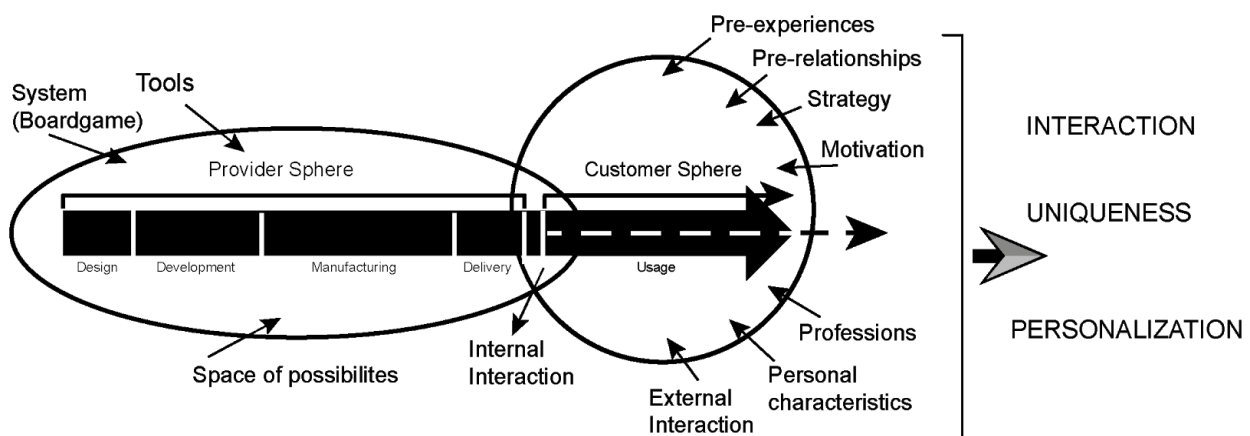 Pre-experiences
Pre-relationships
Strategy
Motivation
System
(Boardgame)
Tools
Provider Sphere
Customer Sphere
Design
Development
Manufacturing
Delivery
Usage
Space of possibilites
Internal
Interaction
External
Interaction
Personal
characteristics
Professions
INTERACTION
UNIQUENESS
PERSONALIZATION